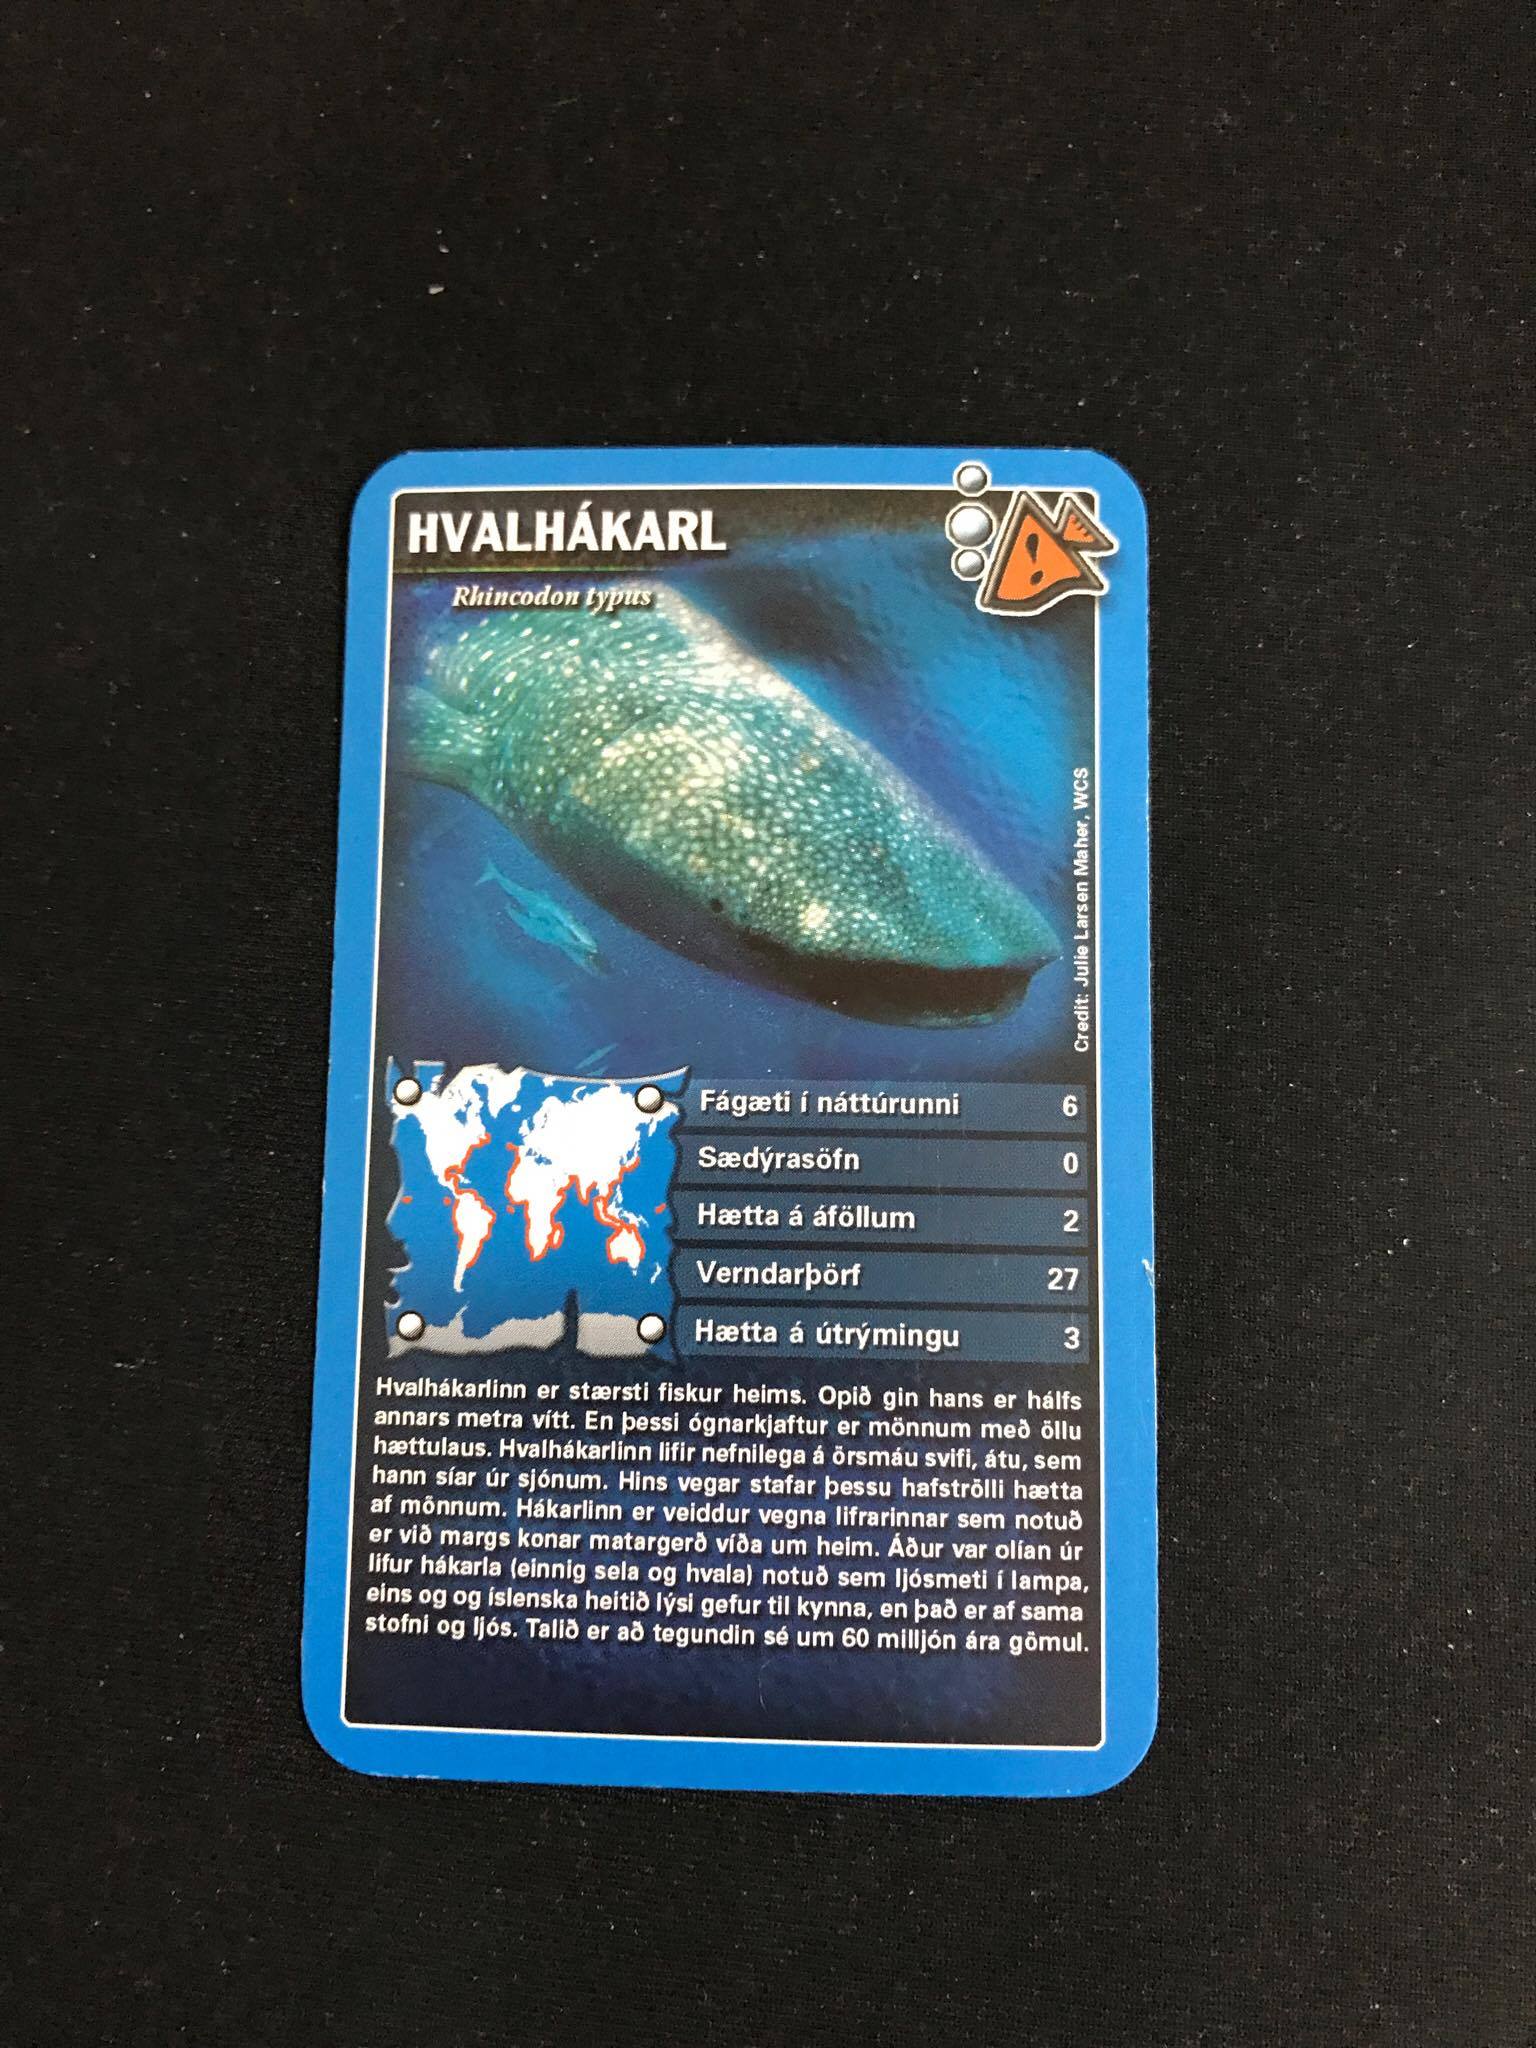 HVALHÁKARL
Rhincodon typus
Credit: Julie Larsen Maher, WCS
Fágæti í náttúrunni 6
Sædýrasöfn 0
Hætta á áföllum 2
Verndarþörf 27
Hætta á útrýmingu 3
Hvalhákarlinn er stærsti fiskur heims. Opið gin hans er hálfs
annars metra vítt. En þessi ógnarkjaftur er mönnum með öllu
hættulaus. Hvalhákarlinn lifir nefnilega á örsmáu svifi, átu, sem
hann síar úr sjónum. Hins vegar stafar þessu hafströlli hætta
af mönnum. Hákarlinn er veiddur vegna lifrarinnar sem notuð
er við margs konar matargerð víða um heim. Áður var olían úr
lifur hákarla (einnig sela og hvala) notuð sem ljósmeti í lampa,
eins og og íslenska heitið lýsi gefur til kynna, en það er af sama
stofni og ljós. Talið er að tegundin sé um 60 milljón ára gömul.